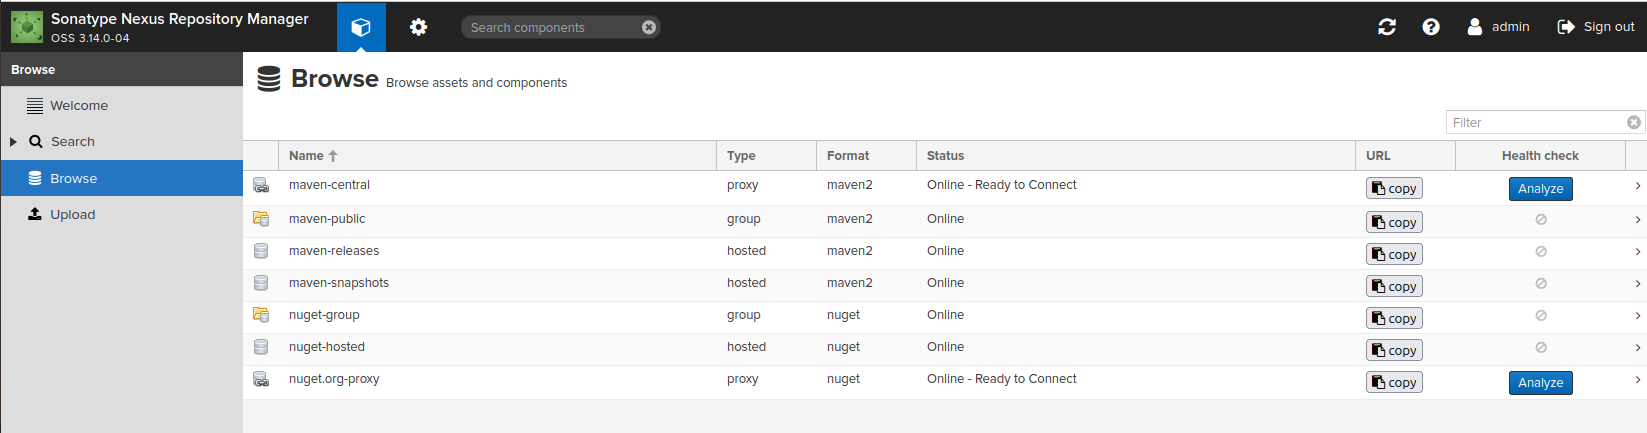 Sonatype Nexus Repository Manager
OSS 3.14.0-04
Search components
admin
Sign out
Browse
Welcome
Search
Browse
Upload
Browse Browse assets and components
Filter
Name Type Format Status URL Health check
maven-central proxy maven2 Online - Ready to Connect copy Analyze
maven-public group maven2 Online copy
maven-releases hosted maven2 Online copy
maven-snapshots hosted maven2 Online copy
nuget-group group nuget Online copy
nuget-hosted hosted nuget Online copy
nuget.org-proxy proxy nuget Online - Ready to Connect copy Analyze